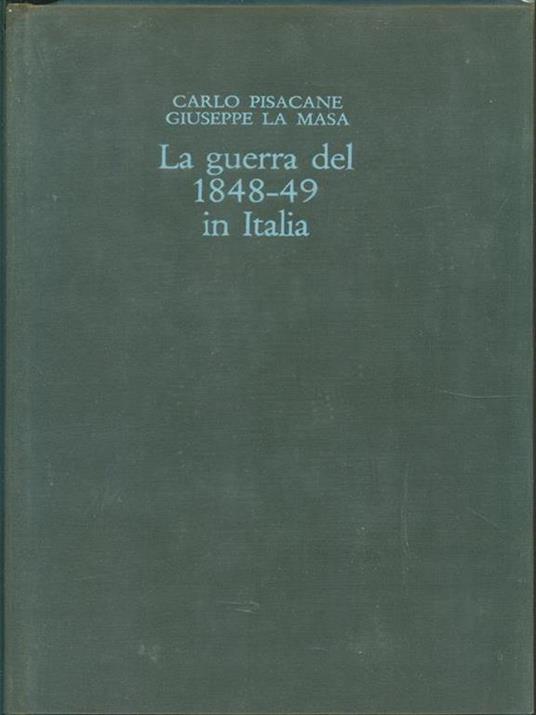 CARLO PISACANE
GIUSEPPE LA MASA
La guerra del
1848-49
in Italia